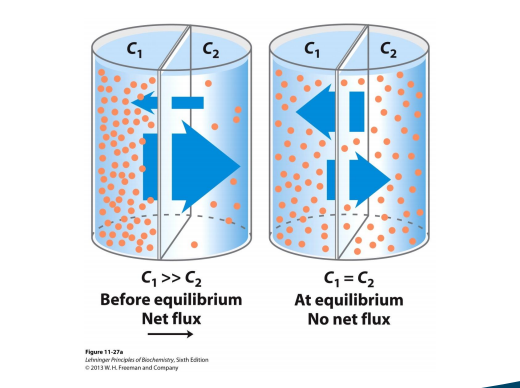 C1 C2
C1 C2
C1 >> C2
Before equilibrium
Net flux
C1 = C2
At equilibrium
No net flux
Figure 11-27a
Lehninger Principles of Biochemistry, Sixth Edition
© 2013 W. H. Freeman and Company